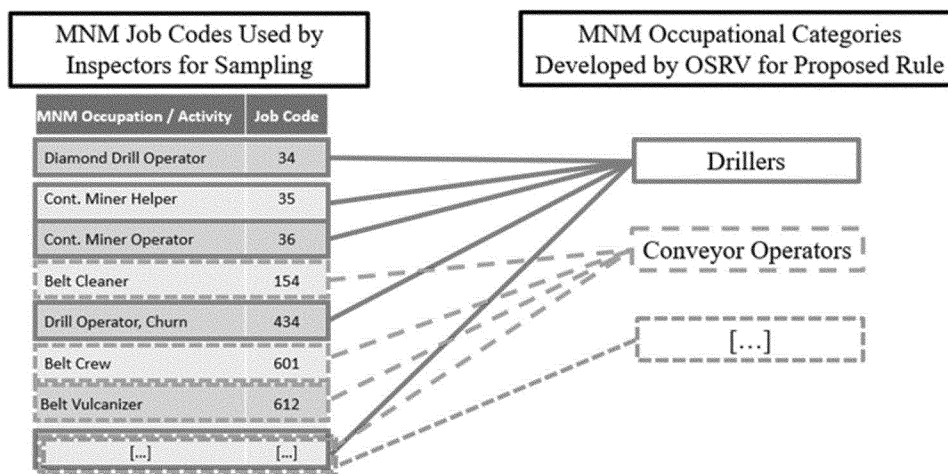 MNM Job Codes Used by
Inspectors for Sampling
MNM Occupational Categories
Developed by OSRV for Proposed Rule
MNM Occupation / Activity Job Code
Diamond Drill Operator 34
Cont. Miner Helper 35
Cont. Miner Operator 36
Belt Cleaner 154
Drill Operator, Churn 434
Belt Crew 601
Belt Vulcanizer 612
[...] [...]
Drillers
Conveyor Operators
[...]